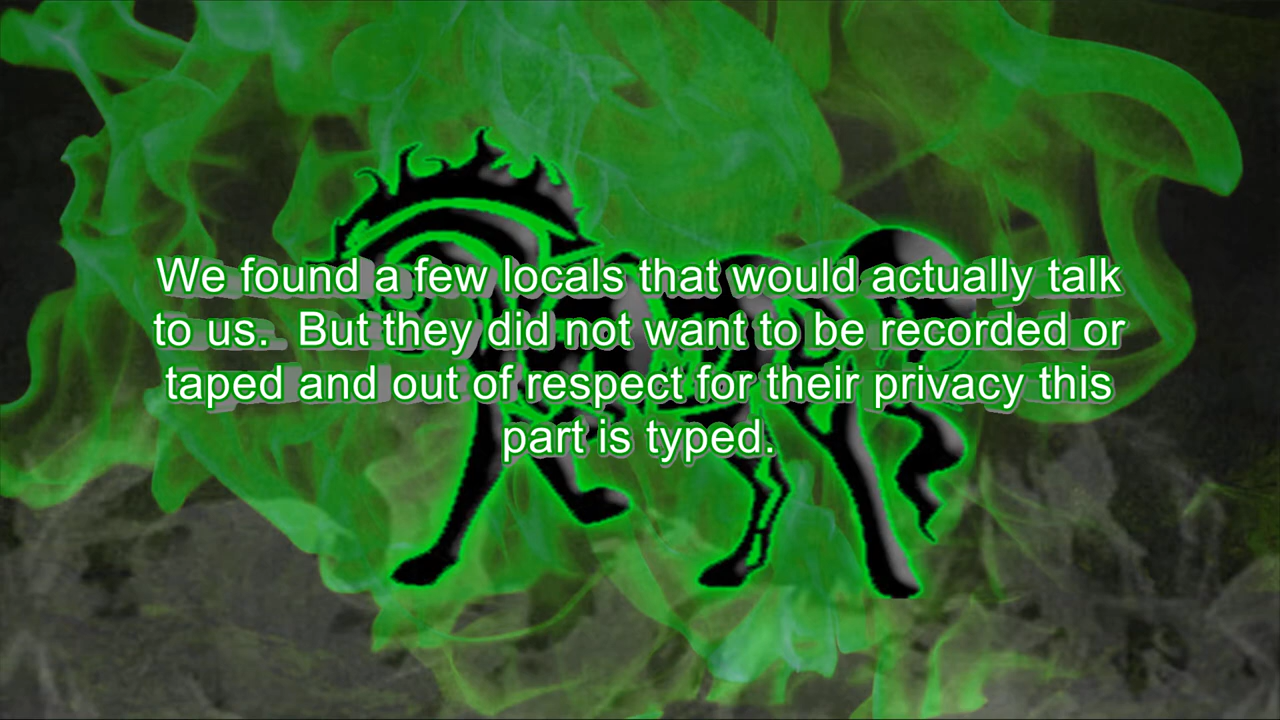 We found a few locals that would actually talk
to us.  But they did not want to be recorded or
taped and out of respect for their privacy this
part is typed.